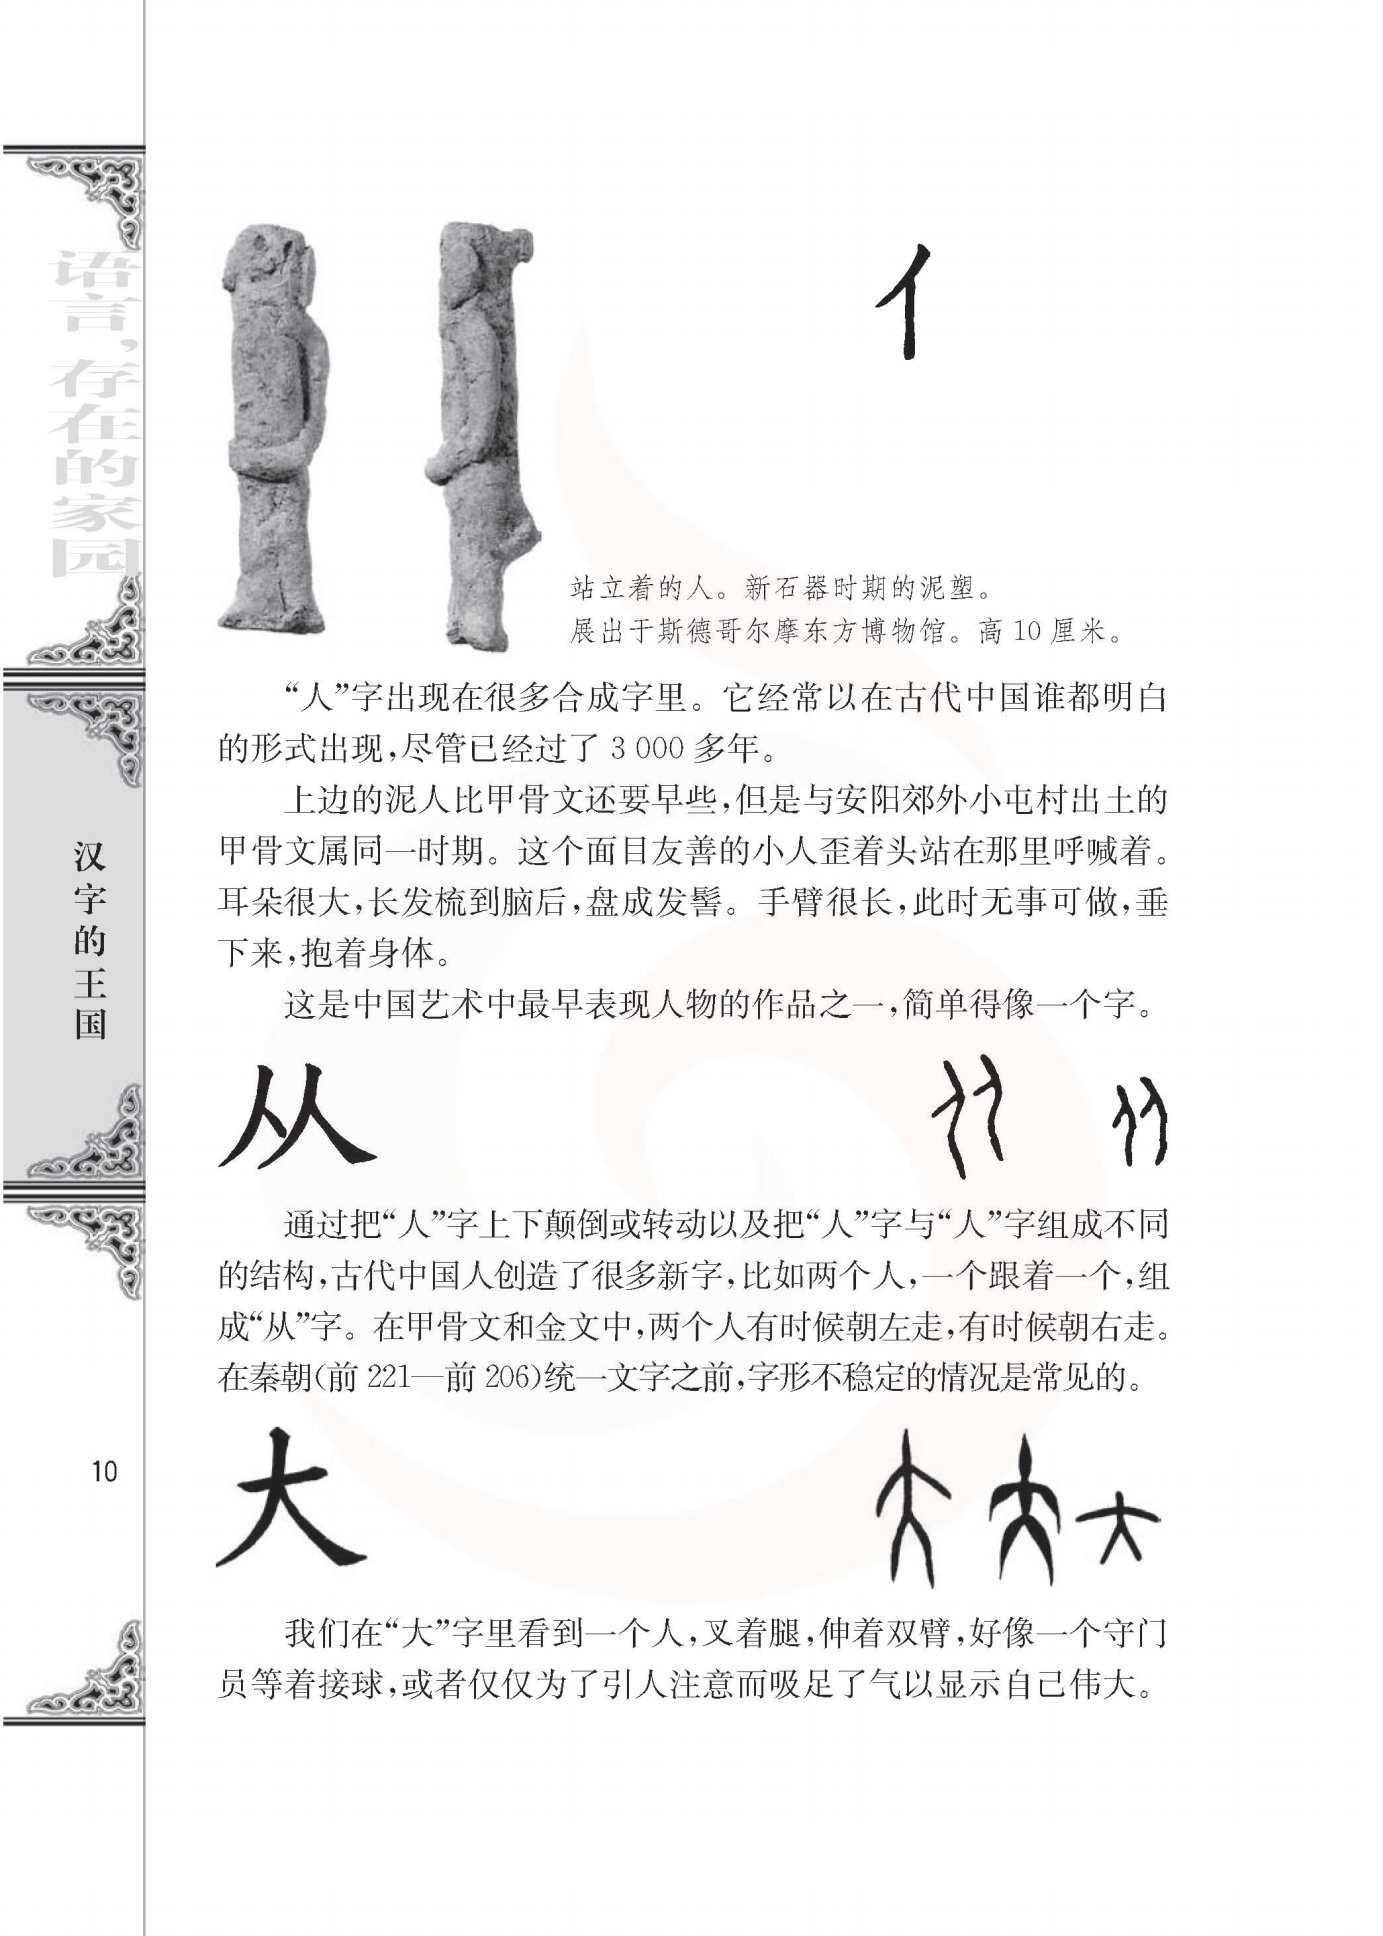 语言,存在的家园
汉字的王国
10
亻
站立着的人。新石器时期的泥塑。
展出于斯德哥尔摩东方博物馆。高 10 厘米。
“人”字出现在很多合成字里。它经常以在古代中国谁都明白
的形式出现,尽管已经过了 3 000 多年。
上边的泥人比甲骨文还要早些,但是与安阳郊外小屯村出土的
甲骨文属同一时期。这个面目友善的小人歪着头站在那里呼喊着。
耳朵很大,长发梳到脑后,盘成发髻。手臂很长,此时无事可做,垂
下来,抱着身体。
这是中国艺术中最早表现人物的作品之一,简单得像一个字。
从
通过把“人”字上下颠倒或转动以及把“人”字与“人”字组成不同
的结构,古代中国人创造了很多新字,比如两个人,一个跟着一个,组
成“从”字。在甲骨文和金文中,两个人有时候朝左走,有时候朝右走。
在秦朝(前 221—前 206)统一文字之前,字形不稳定的情况是常见的。
大
我们在“大”字里看到一个人,叉着腿,伸着双臂,好像一个守门
员等着接球,或者仅仅为了引人注意而吸足了气以显示自己伟大。